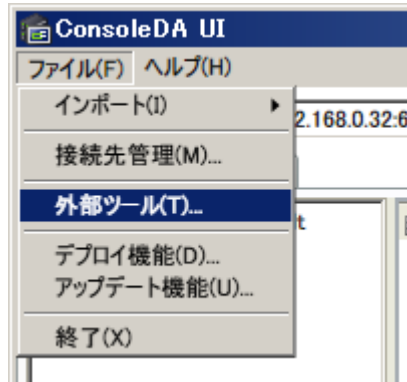 ConsoleDA UI
ファイル(F) ヘルプ(H)
インポート(I)
2.168.0.32:6
接続先管理(M)...
外部ツール(T)...
t
デプロイ機能(D)...
アップデート機能(U)...
終了(X)